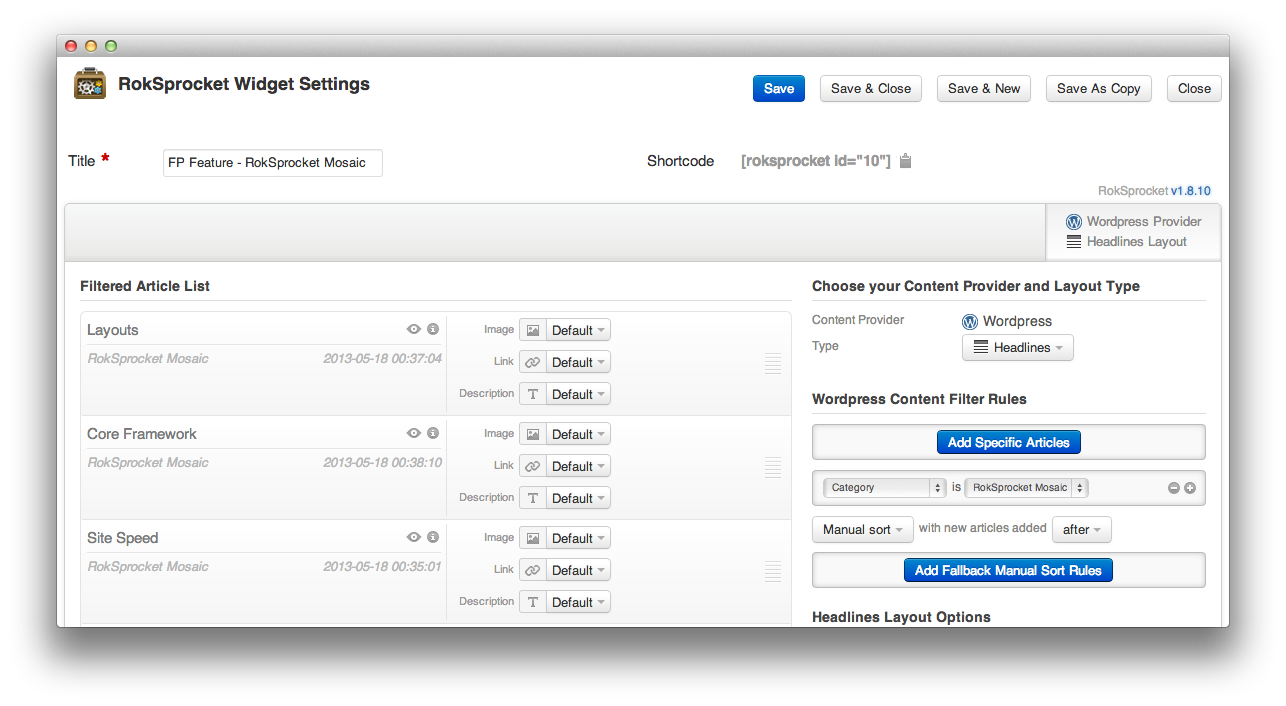 RokSprocket Widget Settings
Save
Save & Close
Save & New
Save As Copy
Close
Title *
FP Feature - RokSprocket Mosaic
Shortcode
[roksprocket id="10"]
RokSprocket v1.8.10
Wordpress Provider
Headlines Layout
Filtered Article List
Layouts
RokSprocket Mosaic
2013-05-18 00:37:04
Image
Default
Link
Default
Description
T
Default
Core Framework
RokSprocket Mosaic
2013-05-18 00:38:10
Image
Default
Link
Default
Description
T
Default
Site Speed
RokSprocket Mosaic
2013-05-18 00:35:01
Image
Default
Link
Default
Description
T
Default
Choose your Content Provider and Layout Type
Content Provider
Wordpress
Type
Headlines
Wordpress Content Filter Rules
Add Specific Articles
Category is RokSprocket Mosaic
Manual sort with new articles added after
Add Fallback Manual Sort Rules
Headlines Layout Options